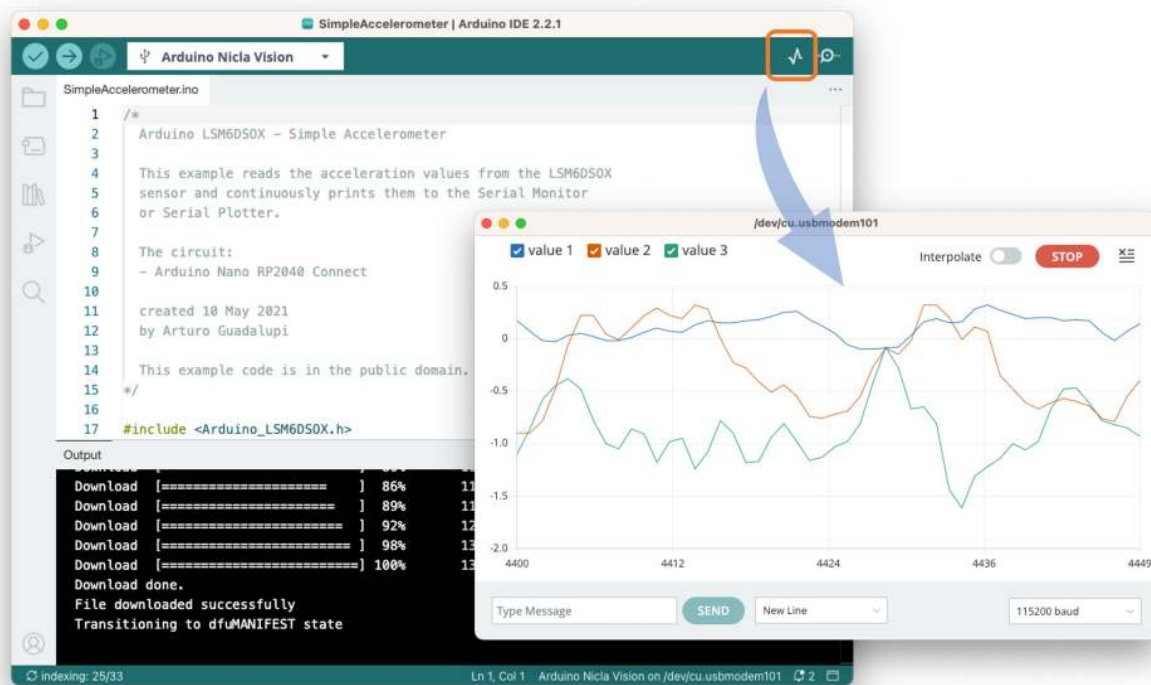 SimpleAccelerometer | Arduino IDE 2.2.1
Arduino Nicla Vision
SimpleAccelerometer.ino
1 /*
2 Arduino LSM6DSOX - Simple Accelerometer
3
4 This example reads the acceleration values from the LSM6DSOX
5 sensor and continuously prints them to the Serial Monitor
6 or Serial Plotter.
7
8 The circuit:
9 - Arduino Nano RP2040 Connect
10
11 created 10 May 2021
12 by Arturo Guadalupi
13
14 This example code is in the public domain.
15 */
16
17 #include <Arduino_LSM6DSOX.h>
Output
Download [====================== ] 86% 11
Download [======================= ] 89% 11
Download [======================== ] 92% 12
Download [========================= ] 98% 13
Download [==========================] 100% 13
Download done.
File downloaded successfully
Transitioning to dfuMANIFEST state
indexing: 25/33
Ln 1, Col 1 Arduino Nicla Vision on /dev/cu.usbmodem101 2
/dev/cu.usbmodem101
value 1 value 2 value 3
Interpolate STOP
0.5
0
-0.5
-1.0
-1.5
-2.0
4400 4412 4424 4436 4449
Type Message SEND New Line 115200 baud